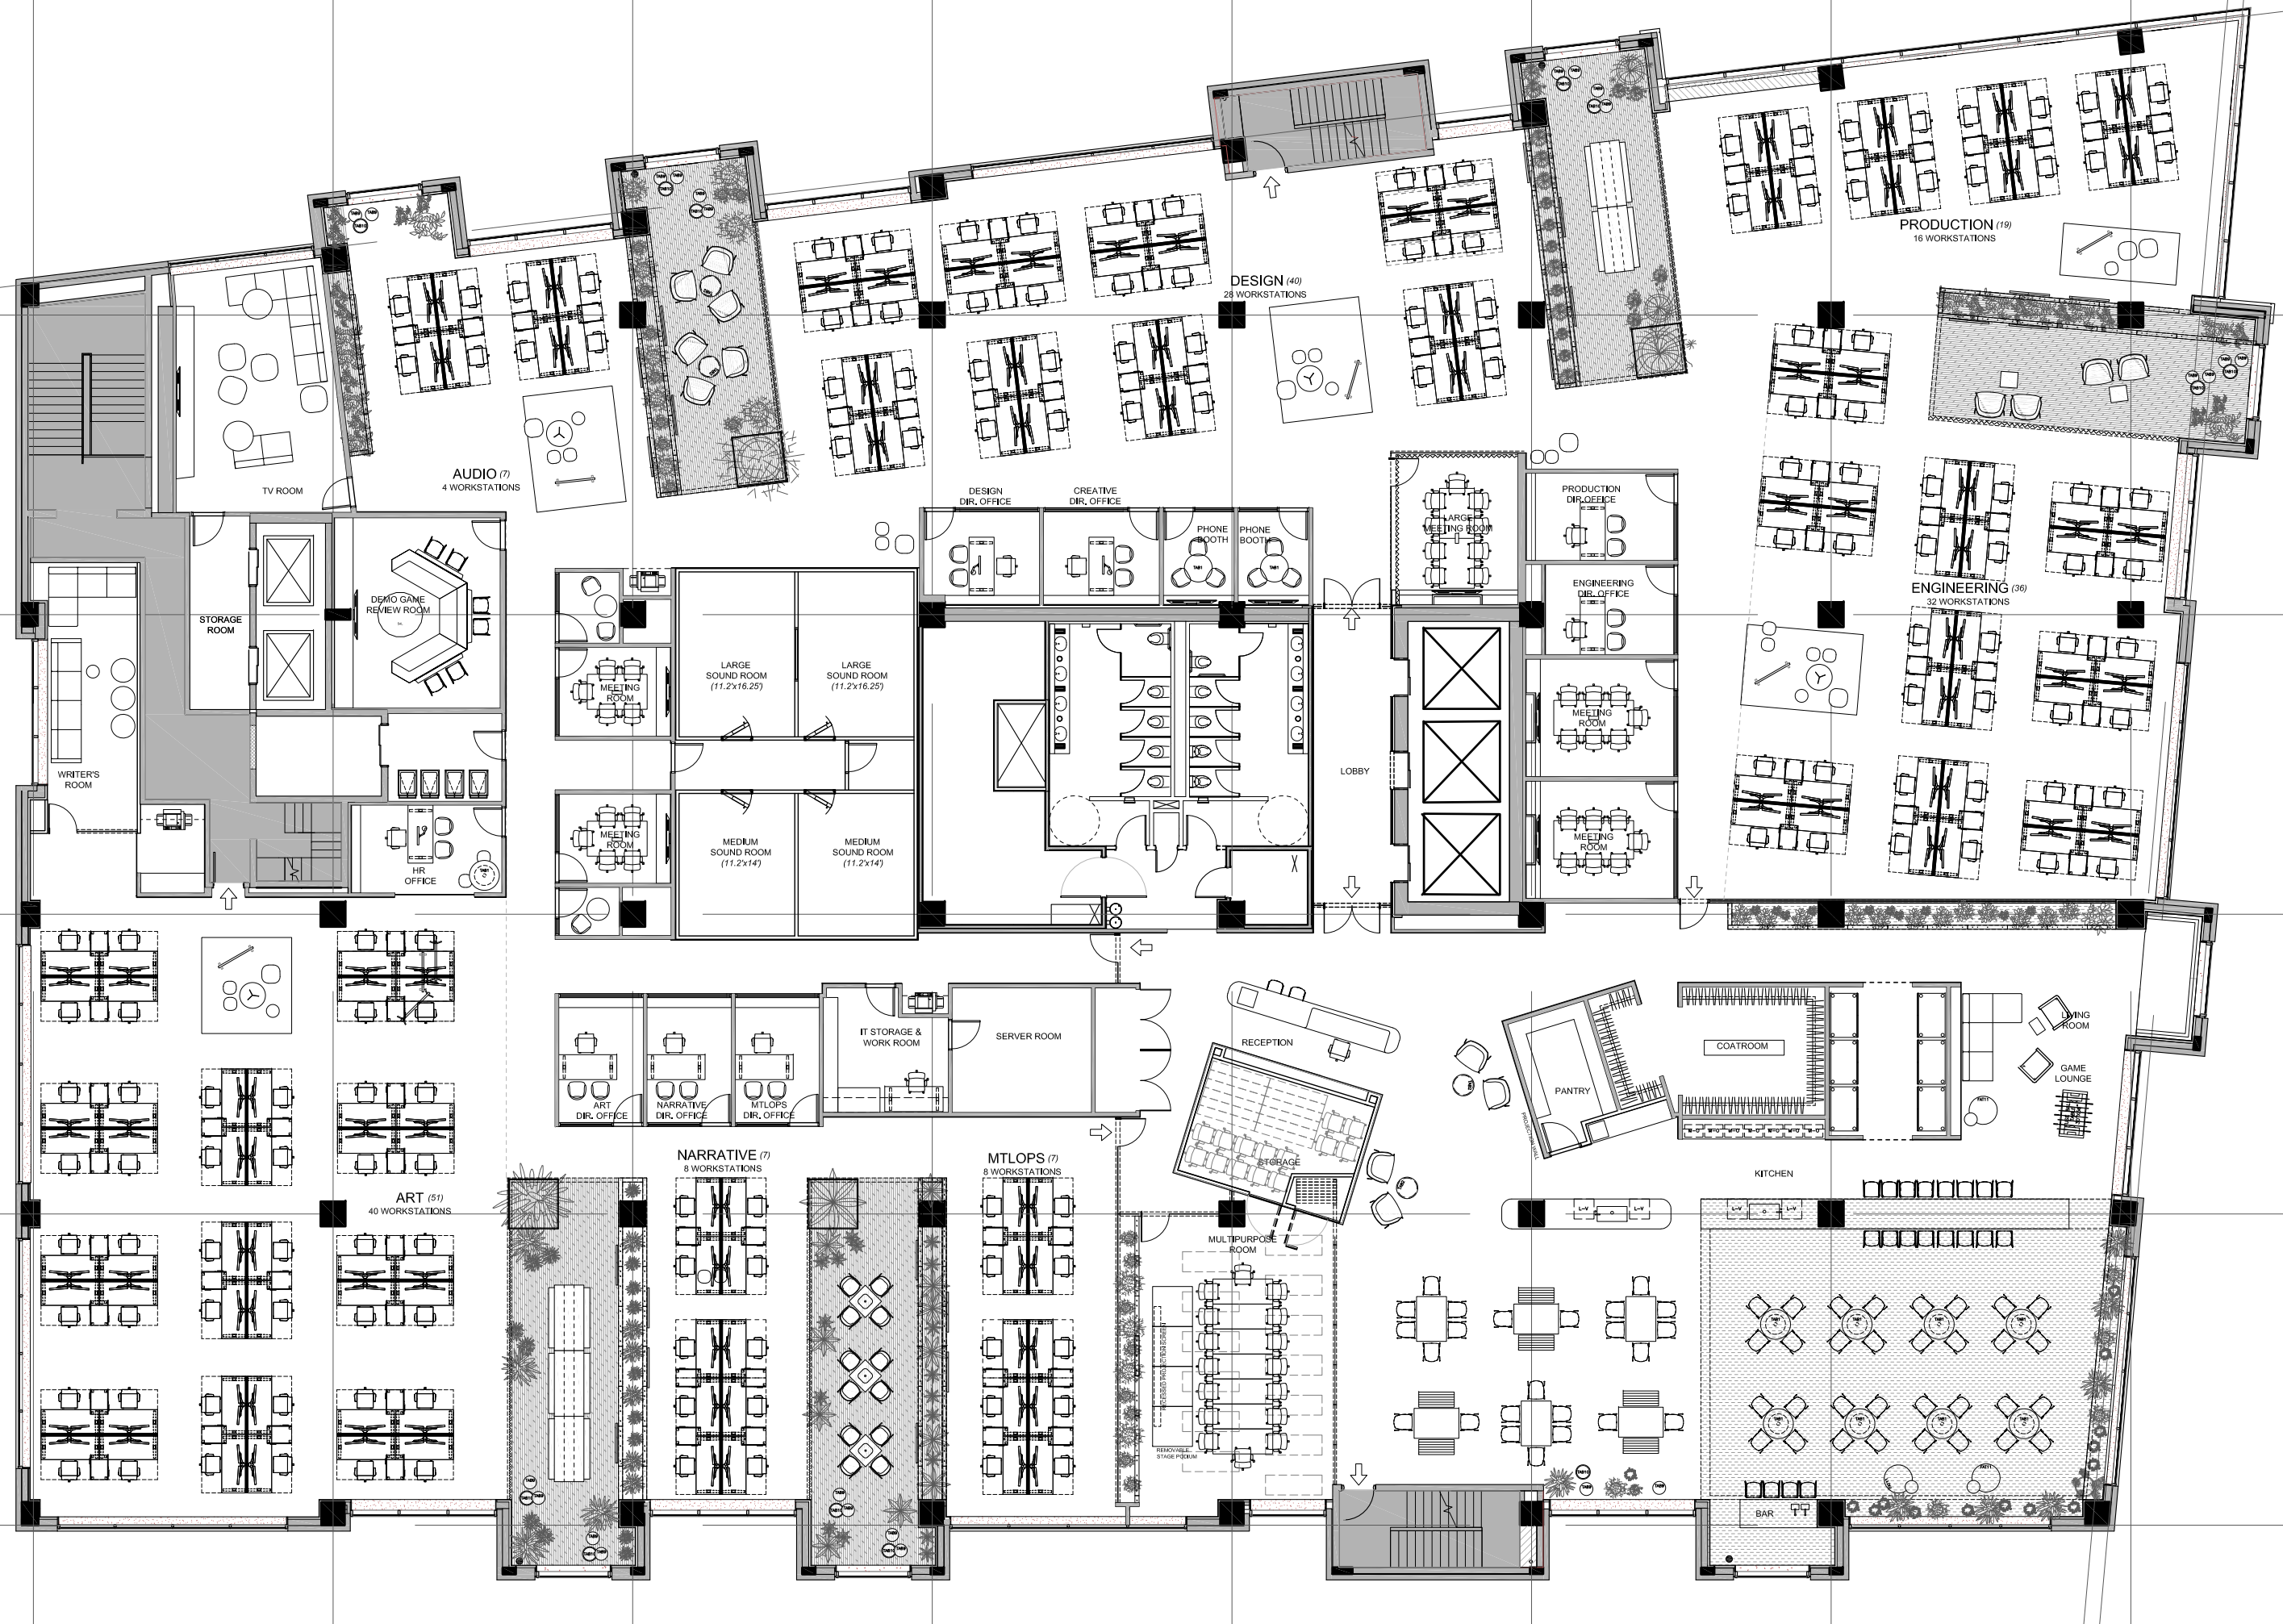 PRODUCTION (19)
16 WORKSTATIONS
DESIGN (40)
28 WORKSTATIONS
AUDIO (7)
4 WORKSTATIONS
TV ROOM
DESIGN
DIR. OFFICE
CREATIVE
DIR. OFFICE
PHONE
BOOTH
PHONE
BOOTH
LARGE
MEETING ROOM
PRODUCTION
DIR. OFFICE
ENGINEERING
DIR. OFFICE
ENGINEERING (36)
32 WORKSTATIONS
DEMO GAME
REVIEW ROOM
STORAGE
ROOM
LARGE
SOUND ROOM
(11.2'x16.25')
LARGE
SOUND ROOM
(11.2'x16.25')
MEETING
ROOM
MEETING
ROOM
WRITER'S
ROOM
LOBBY
MEETING
ROOM
MEDIUM
SOUND ROOM
(11.2'x14')
MEDIUM
SOUND ROOM
(11.2'x14')
MEETING
ROOM
HR
OFFICE
IT STORAGE &
WORK ROOM
SERVER ROOM
RECEPTION
COATROOM
LIVING
ROOM
GAME
LOUNGE
PANTRY
PROJECTION WALL
ART
DIR. OFFICE
NARRATIVE
DIR. OFFICE
MTLOPS
DIR. OFFICE
NARRATIVE (7)
8 WORKSTATIONS
MTLOPS (7)
8 WORKSTATIONS
STORAGE
KITCHEN
ART (51)
40 WORKSTATIONS
MULTIPURPOSE
ROOM
L-V
L-V
L-V
L-V
RECESSED PROJECTION SCREEN
REMOVABLE
STAGE PODIUM
BAR